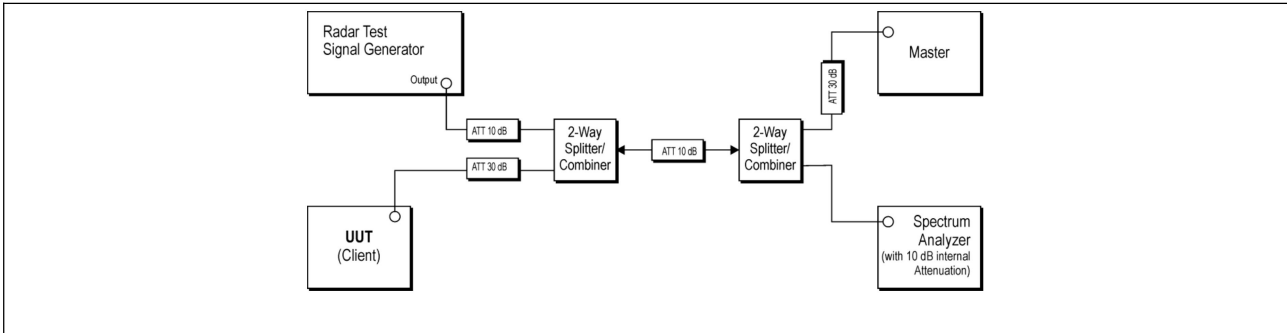 Radar Test
Signal Generator
Output
ATT 10 dB
ATT 30 dB
UUT
(Client)
2-Way
Splitter/
Combiner
ATT 10 dB
2-Way
Splitter/
Combiner
ATT 30 dB
Master
Spectrum
Analyzer
(with 10 dB internal
Attenuation)